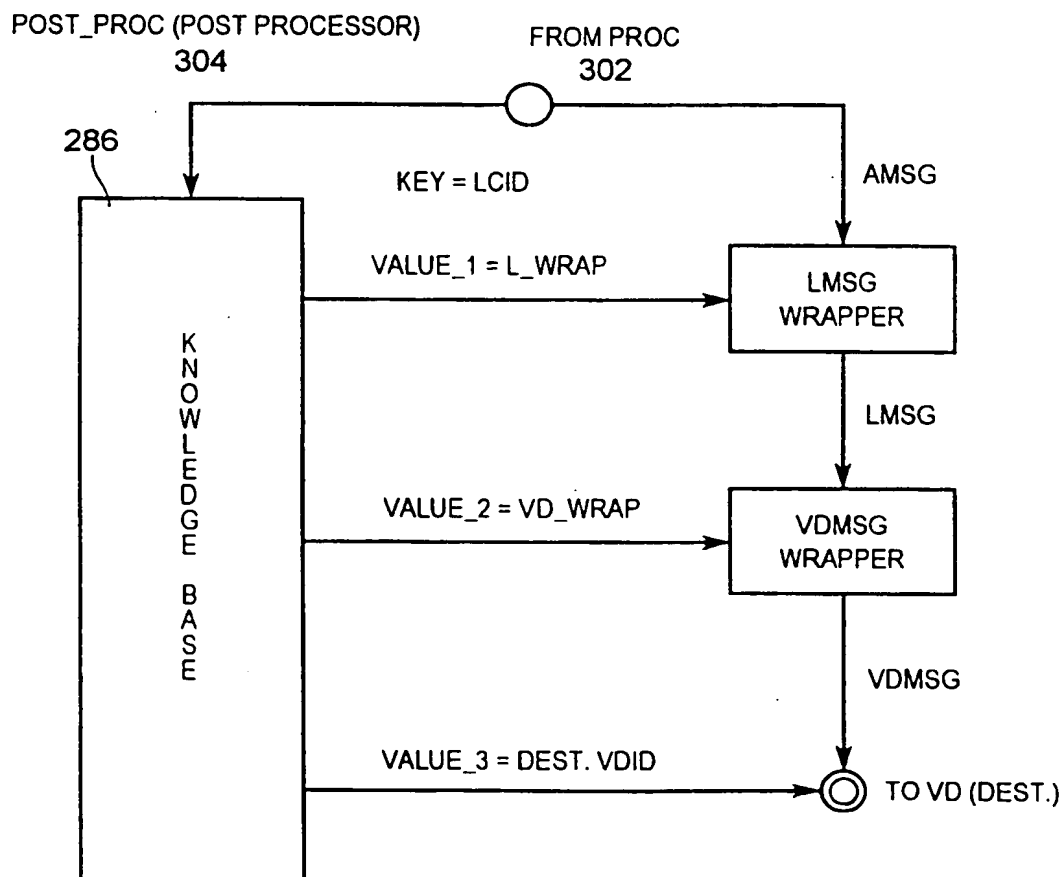 POST_PROC (POST PROCESSOR)
304
FROM PROC
302
286
KEY = LCID
AMSG
VALUE_1 = L_WRAP
LMSG
WRAPPER
KNOWLEDGE BASE
LMSG
VALUE_2 = VD_WRAP
VDMSG
WRAPPER
VDMSG
VALUE_3 = DEST. VDID
TO VD (DEST.)